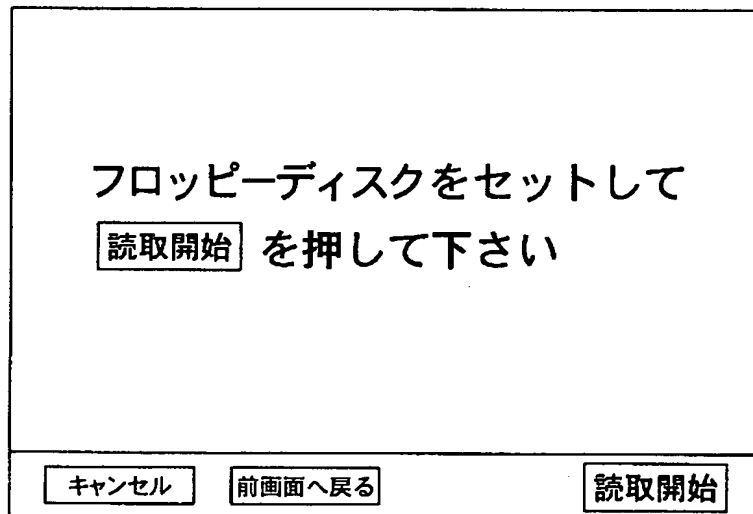 フロッピーディスクをセットして
読取開始 を押して下さい
キャンセル 前画面へ戻る 読取開始